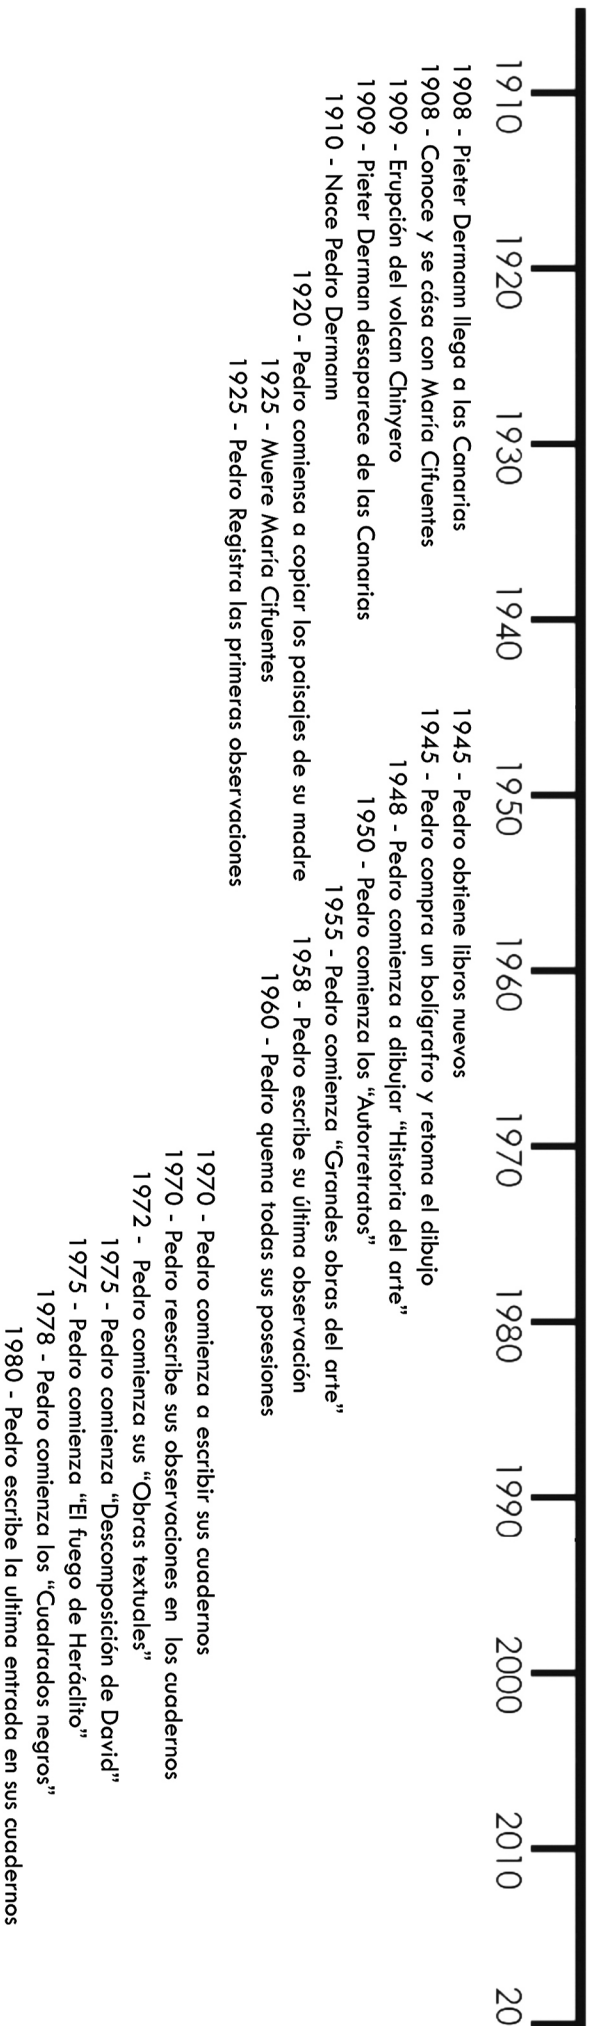 1910 1920 1930 1940 1950 1960 1970 1980 1990 2000 2010 20
1908 - Pieter Dermann llega a las Canarias
1908 - Conoce y se cása con María Cifuentes
1909 - Erupción del volcan Chinyero
1909 - Pieter Derman desaparece de las Canarias
1910 - Nace Pedro Dermann
1920 - Pedro comiensa a copiar los paisajes de su madre
1925 - Muere María Cifuentes
1925 - Pedro Registra las primeras observaciones
1945 - Pedro obtiene libros nuevos
1945 - Pedro compra un bolígrafro y retoma el dibujo
1948 - Pedro comienza a dibujar “Historia del arte”
1950 - Pedro comienza los “Autorretratos”
1955 - Pedro comienza “Grandes obras del arte”
1958 - Pedro escribe su última observación
1960 - Pedro quema todas sus posesiones
1970 - Pedro comienza a escribir sus cuadernos
1970 - Pedro reescribe sus observaciones en los cuadernos
1972 - Pedro comienza sus “Obras textuales”
1975 - Pedro comienza “Descomposición de David”
1975 - Pedro comienza “El fuego de Heráclito”
1978 - Pedro comienza los “Cuadrados negros”
1980 - Pedro escribe la ultima entrada en sus cuadernos